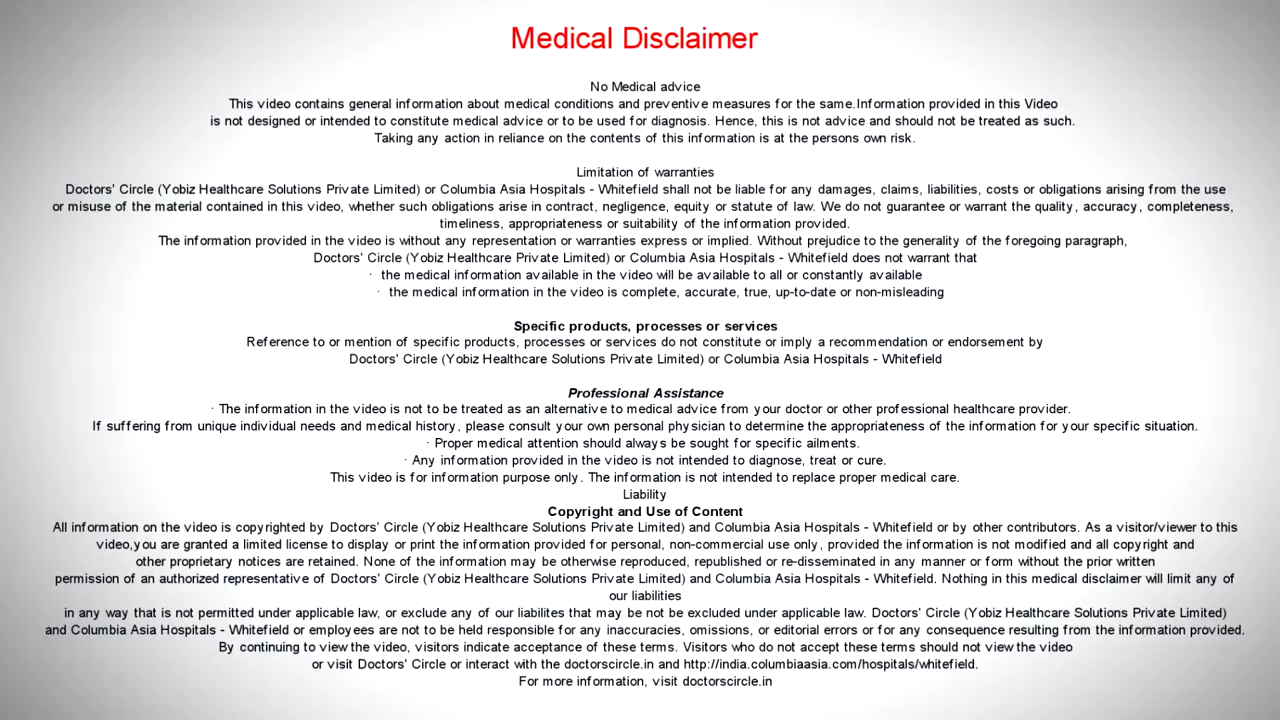 Medical Disclaimer
No Medical advice
This video contains general information about medical conditions and preventive measures for the same.Information provided in this Video
is not designed or intended to constitute medical advice or to be used for diagnosis. Hence, this is not advice and should not be treated as such.
Taking any action in reliance on the contents of this information is at the persons own risk.
Limitation of warranties
Doctors' Circle (Yobiz Healthcare Solutions Private Limited) or Columbia Asia Hospitals - Whitefield shall not be liable for any damages, claims, liabilities, costs or obligations arising from the use
or misuse of the material contained in this video, whether such obligations arise in contract, negligence, equity or statute of law. We do not guarantee or warrant the quality, accuracy, completeness,
timeliness, appropriateness or suitability of the information provided.
The information provided in the video is without any representation or warranties express or implied. Without prejudice to the generality of the foregoing paragraph,
Doctors' Circle (Yobiz Healthcare Private Limited) or Columbia Asia Hospitals - Whitefield does not warrant that
· the medical information available in the video will be available to all or constantly available
· the medical information in the video is complete, accurate, true, up-to-date or non-misleading
Specific products, processes or services
Reference to or mention of specific products, processes or services do not constitute or imply a recommendation or endorsement by
Doctors' Circle (Yobiz Healthcare Solutions Private Limited) or Columbia Asia Hospitals - Whitefield
Professional Assistance
· The information in the video is not to be treated as an alternative to medical advice from your doctor or other professional healthcare provider.
If suffering from unique individual needs and medical history, please consult your own personal physician to determine the appropriateness of the information for your specific situation.
· Proper medical attention should always be sought for specific ailments.
· Any information provided in the video is not intended to diagnose, treat or cure.
This video is for information purpose only. The information is not intended to replace proper medical care.
Liability
Copyright and Use of Content
All information on the video is copyrighted by Doctors' Circle (Yobiz Healthcare Solutions Private Limited) and Columbia Asia Hospitals - Whitefield or by other contributors. As a visitor/viewer to this
video,you are granted a limited license to display or print the information provided for personal, non-commercial use only, provided the information is not modified and all copyright and
other proprietary notices are retained. None of the information may be otherwise reproduced, republished or re-disseminated in any manner or form without the prior written
permission of an authorized representative of Doctors' Circle (Yobiz Healthcare Solutions Private Limited) and Columbia Asia Hospitals - Whitefield. Nothing in this medical disclaimer will limit any of
our liabilities
in any way that is not permitted under applicable law, or exclude any of our liabilites that may be not be excluded under applicable law. Doctors' Circle (Yobiz Healthcare Solutions Private Limited)
and Columbia Asia Hospitals - Whitefield or employees are not to be held responsible for any inaccuracies, omissions, or editorial errors or for any consequence resulting from the information provided.
By continuing to view the video, visitors indicate acceptance of these terms. Visitors who do not accept these terms should not view the video
or visit Doctors' Circle or interact with the doctorscircle.in and http://india.columbiaasia.com/hospitals/whitefield.
For more information, visit doctorscircle.in